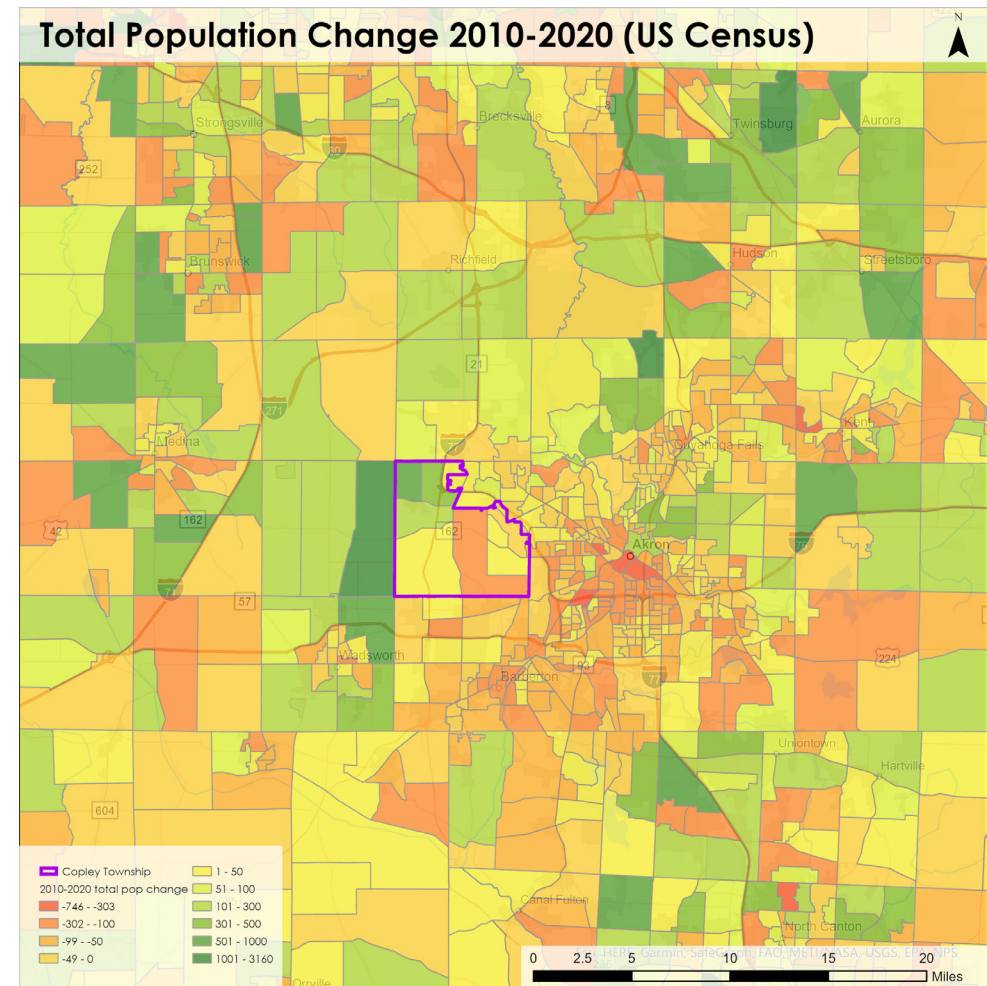 Total Population Change 2010-2020 (US Census)
N
Strongsville
Brecksville
8
Twinsburg
Aurora
80
252
Brunswick
Richfield
Hudson
Streetsboro
21
271
Medina
Cuyahoga Falls
Kent
42
162
162
Akron
76
71
57
Wadsworth
93
224
Barberton
77
Uniontown
Hartville
604
Canal Fulton
North Canton
Orrville
Copley Township
2010-2020 total pop change
-746 - -303
-302 - -100
-99 - -50
-49 - 0
1 - 50
51 - 100
101 - 300
301 - 500
501 - 1000
1001 - 3160
HERE, Garmin, SafeGraph, FAO, METI/NASA, USGS, EPA, NPS
0 2.5 5 10 15 20
Miles